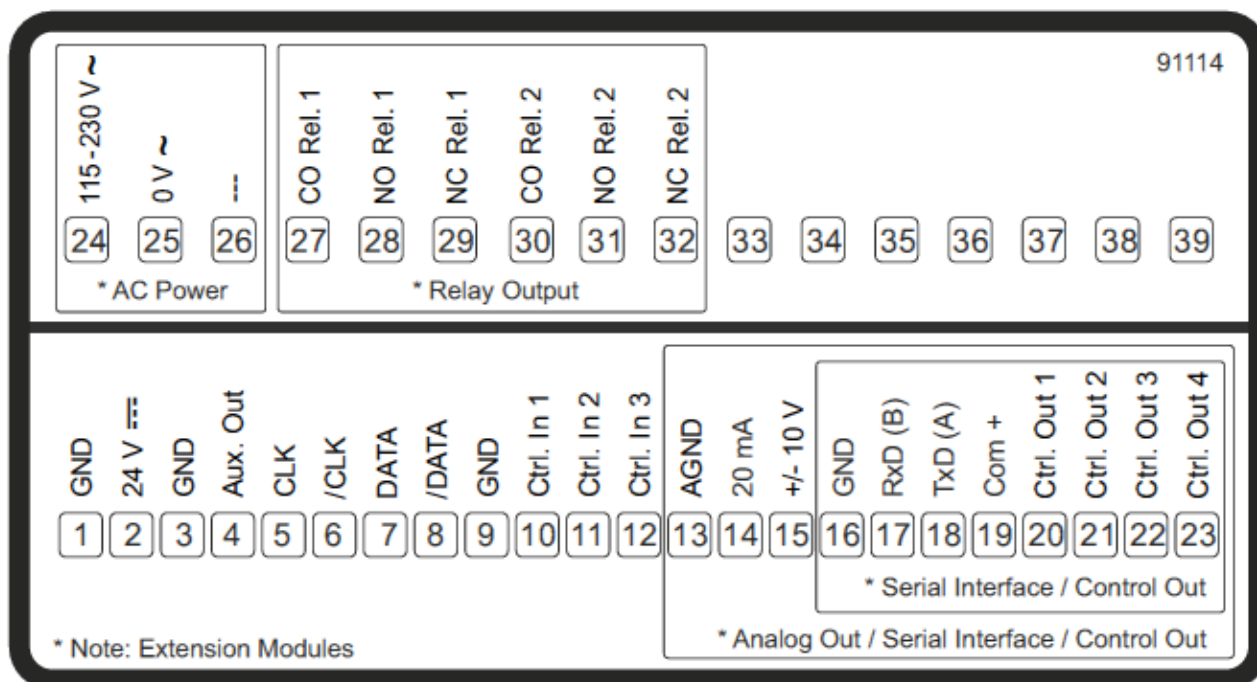 91114
115-230 V ~
0 V ~
---
CO Rel. 1
NO Rel. 1
NC Rel. 1
CO Rel. 2
NO Rel. 2
NC Rel. 2
24 25 26 27 28 29 30 31 32 33 34 35 36 37 38 39
* AC Power
* Relay Output
GND
24 V ⎓
GND
Aux. Out
CLK
/CLK
DATA
/DATA
GND
Ctrl. In 1
Ctrl. In 2
Ctrl. In 3
AGND
20 mA
+/- 10 V
GND
RxD (B)
TxD (A)
Com +
Ctrl. Out 1
Ctrl. Out 2
Ctrl. Out 3
Ctrl. Out 4
1 2 3 4 5 6 7 8 9 10 11 12 13 14 15 16 17 18 19 20 21 22 23
* Serial Interface / Control Out
* Analog Out / Serial Interface / Control Out
* Note: Extension Modules